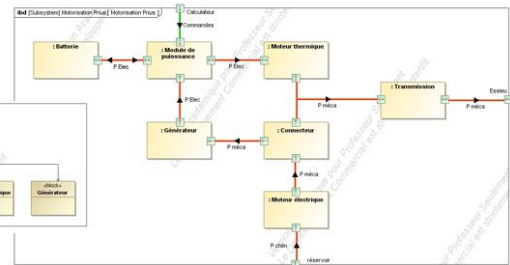 ibd [Subsystem] Motorisation Prius [ Motorisation Prius ]
Calculateur
Commandes
: Batterie
: Module de
puisssance
: Moteur thermique
P Elec
P Elec
: Transmission
Essieu
P méca
P méca
P Elec
: Générateur
: Connecteur
P méca
P méca
«block»
Générateur
: Moteur électrique
P chim
réservoir